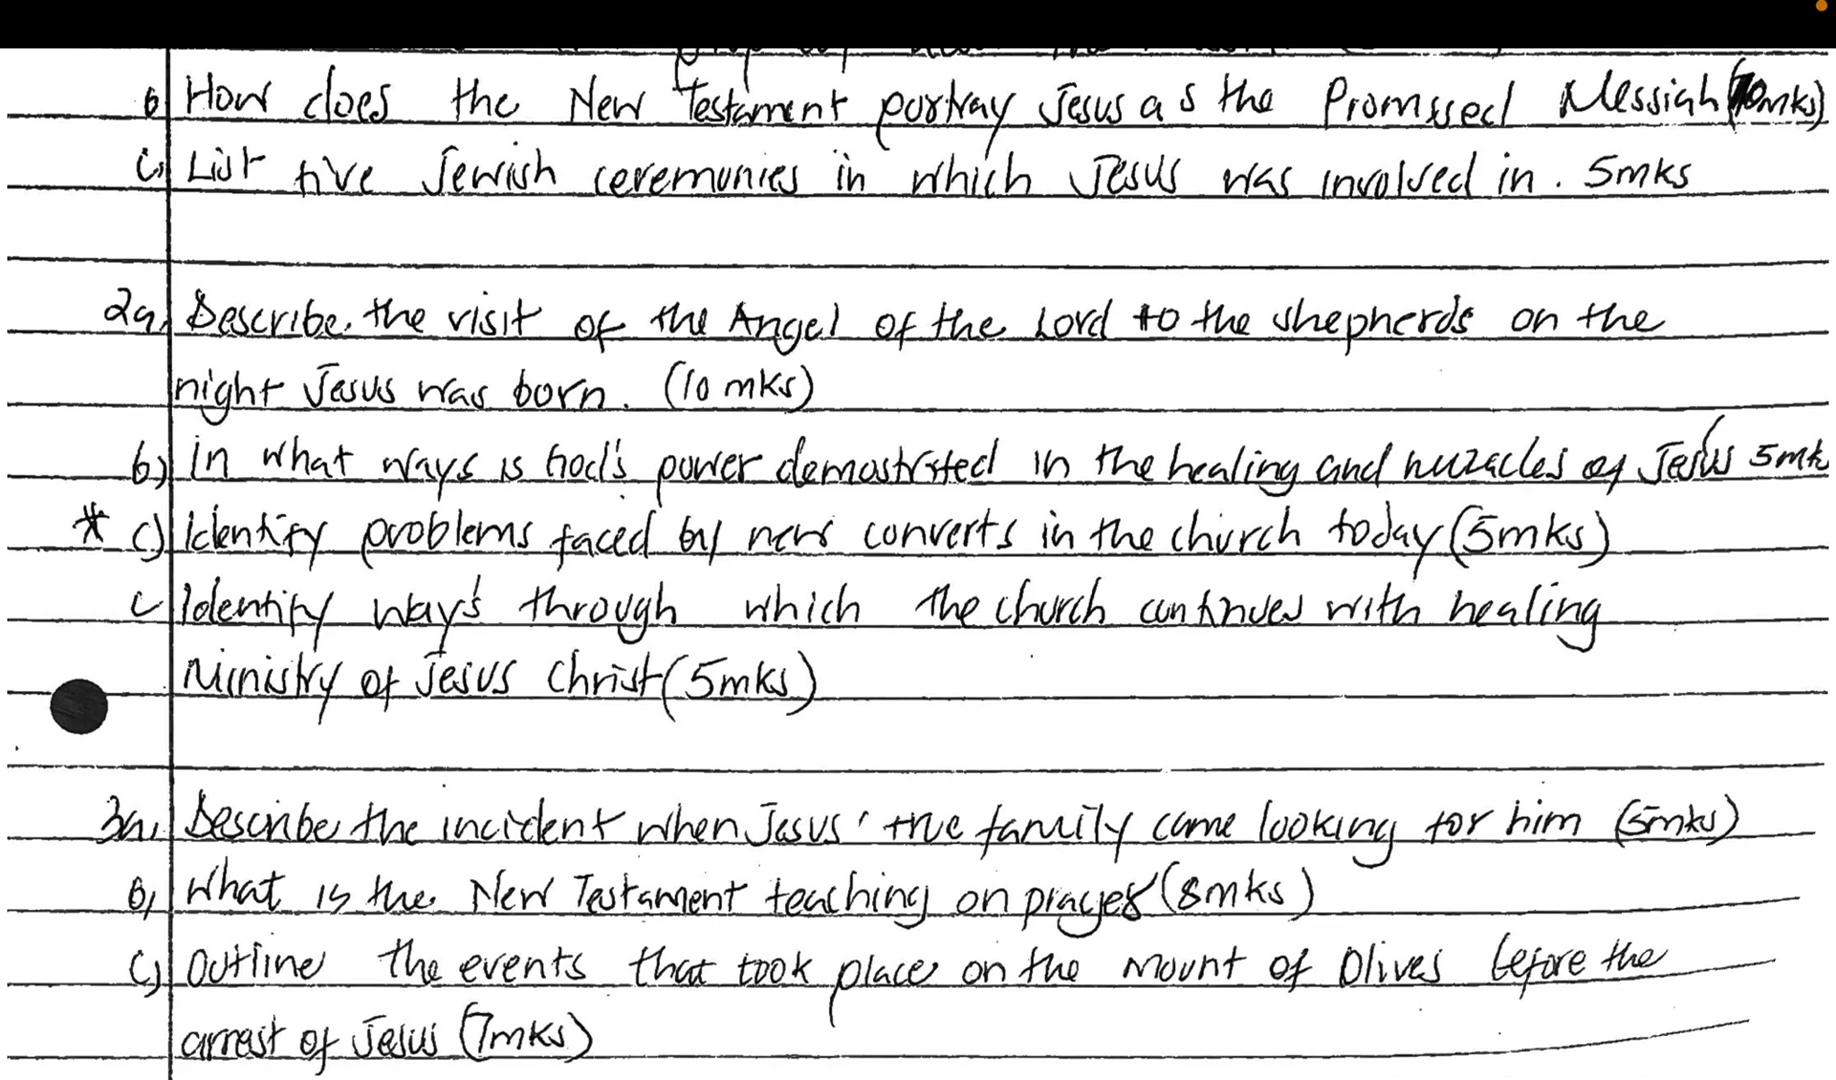 b How does the New Testament portray Jesus as the Promissed Messiah (10mks)
c, List five Jewish ceremonies in which Jesus was involved in. 5mks
2a, Describe the visit of the Angel of the Lord to the shepherds on the
night Jesus was born. (10 mks)
b) In what ways is God's power demostrated in the healing and miracles of Jesus 5mk
* c) Identify problems faced by new converts in the church today (5mks)
c Identify ways through which the church continues with healing
Ministry of Jesus Christ (5mks)
3a, Describe the incident when Jesus' true family came looking for him (5mks)
b, What is the New Testament teaching on prayer (8mks)
c) Outline the events that took place on the Mount of Olives before the
arrest of Jesus (7mks)